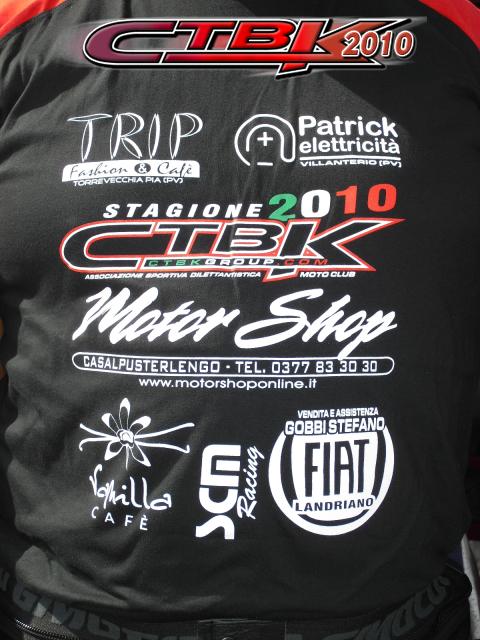 CTBK 2010
TRIP
Fashion & Cafè
TORREVECCHIA PIA (PV)
Patrick
elettricità
VILLANTERIO (PV)
STAGIONE 2010
CTBK
CTBKGROUP.COM
ASSOCIAZIONE SPORTIVA DILETTANTISTICA MOTO CLUB
Motor Shop
CASALPUSTERLENGO - TEL. 0377 83 30 30
www.motorshoponline.it
Vanilla
CAFÈ
SCM
Racing
VENDITA E ASSISTENZA
GOBBI STEFANO
FIAT
LANDRIANO